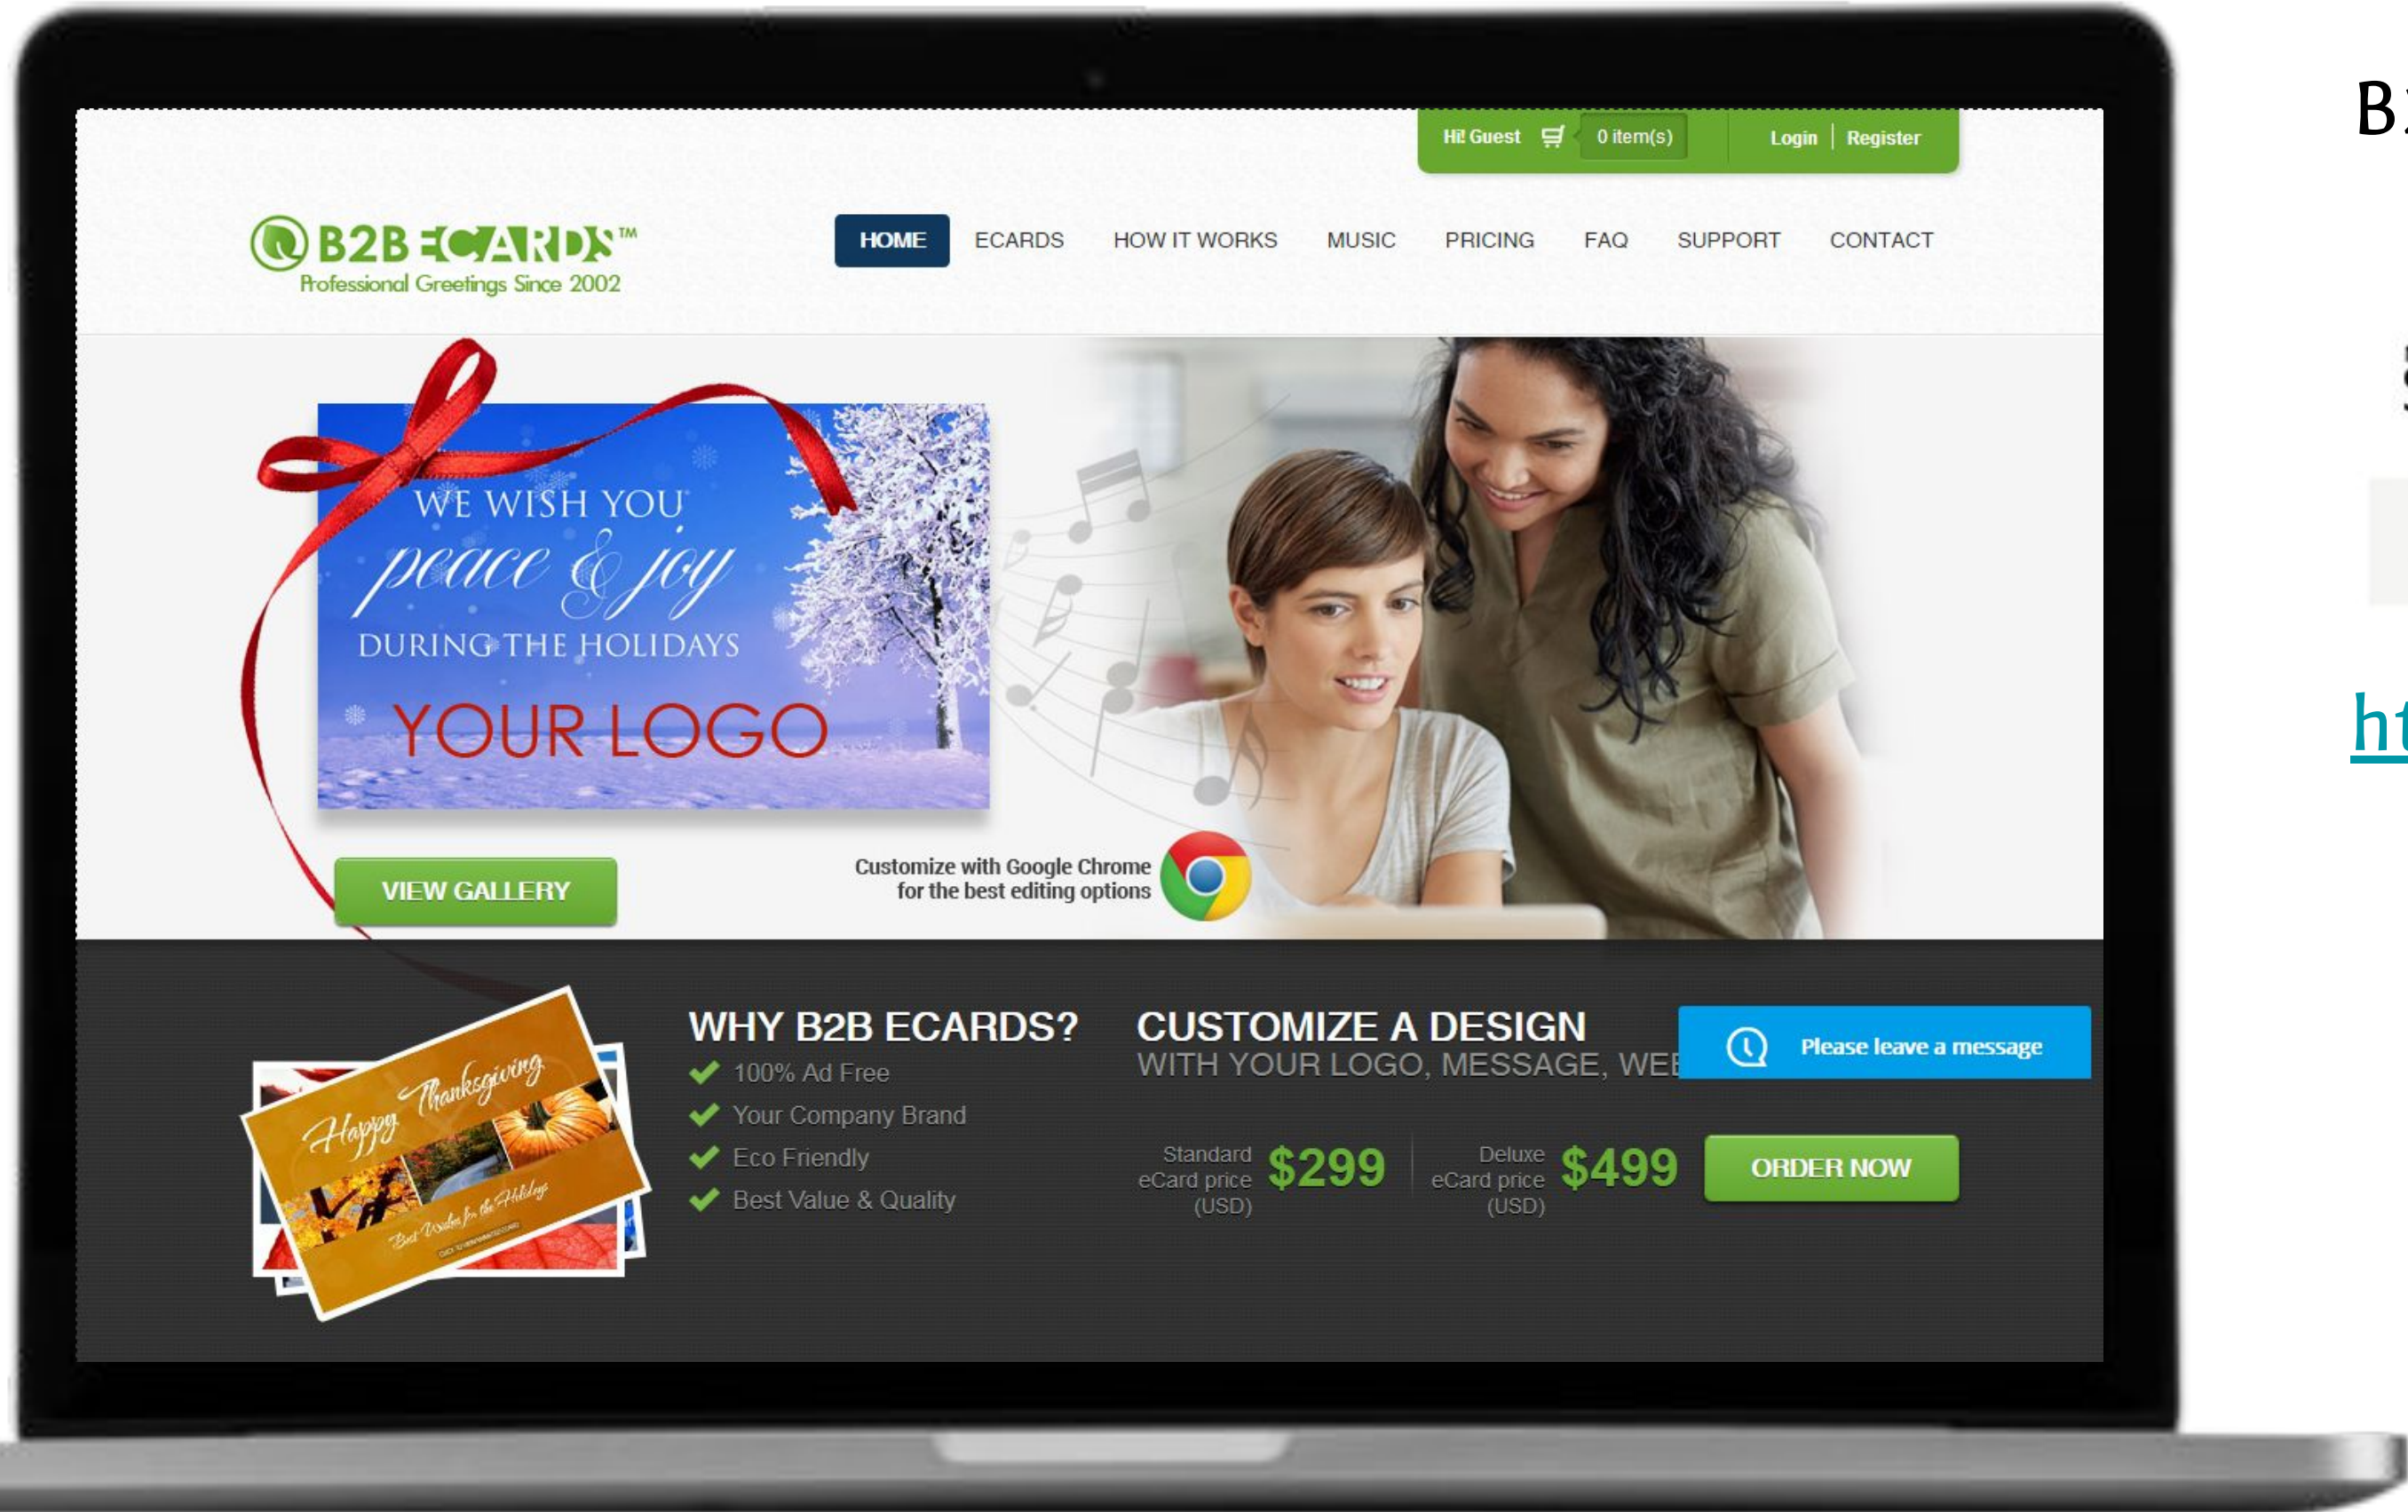 Hi! Guest 0 item(s) Login Register
B2B ECARDS™
Professional Greetings Since 2002
HOME ECARDS HOW IT WORKS MUSIC PRICING FAQ SUPPORT CONTACT
WE WISH YOU
peace & joy
DURING THE HOLIDAYS
YOUR LOGO
VIEW GALLERY
Customize with Google Chrome
for the best editing options
Happy Thanksgiving
Best Wishes for the Holidays
WHY B2B ECARDS?
100% Ad Free
Your Company Brand
Eco Friendly
Best Value & Quality
CUSTOMIZE A DESIGN
WITH YOUR LOGO, MESSAGE,
Please leave a message
Standard
eCard price
(USD)
$299
Deluxe
eCard price
(USD)
$499
ORDER NOW